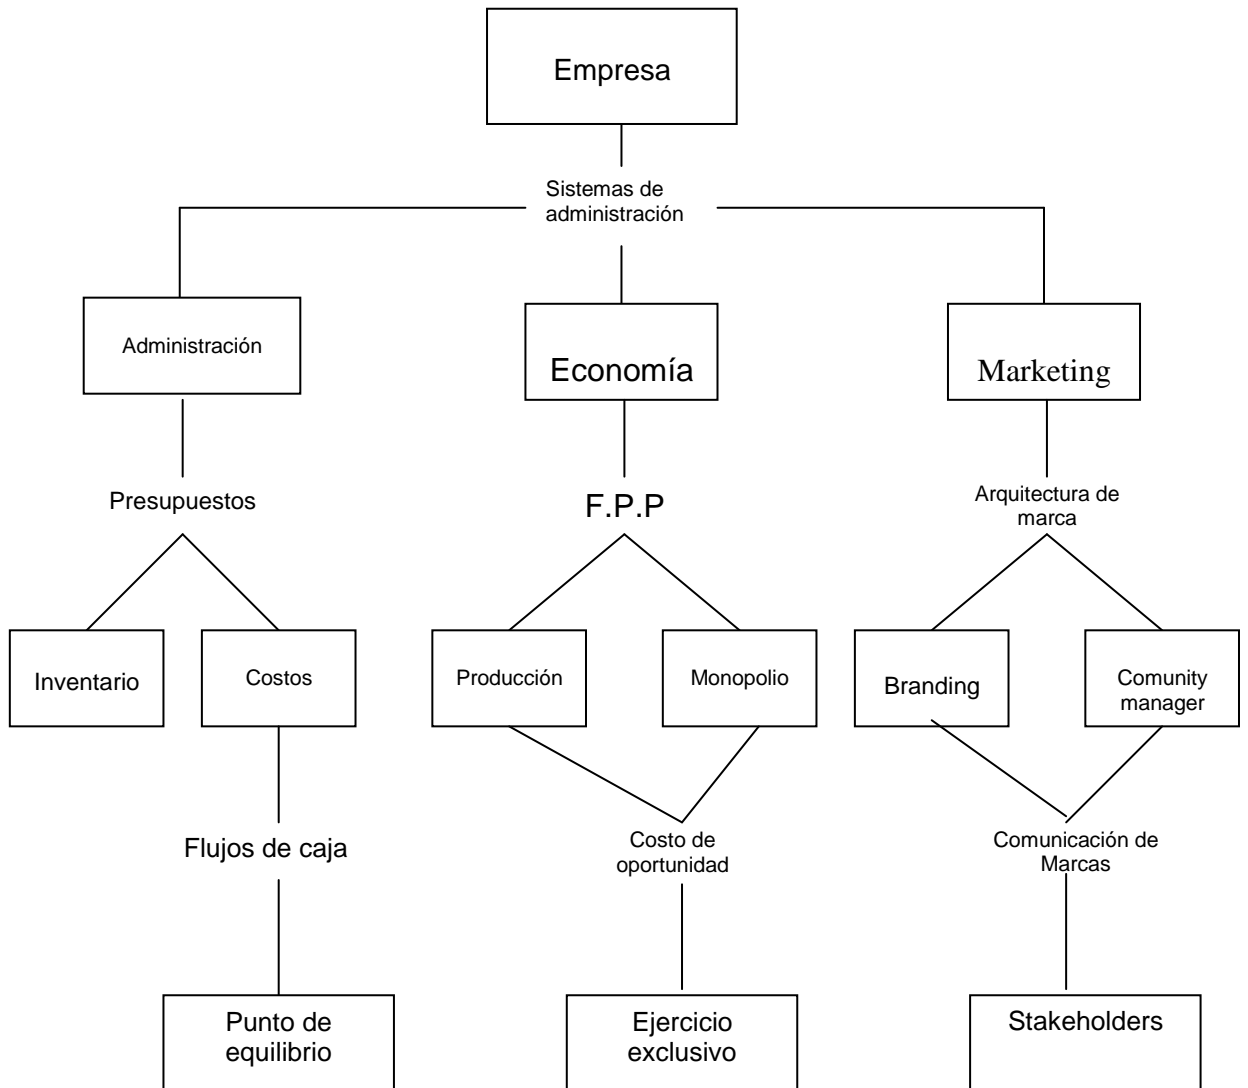 Empresa
Sistemas de
administración
Administración
Economía
Marketing
Presupuestos
F.P.P
Arquitectura de
marca
Inventario
Costos
Producción
Monopolio
Branding
Comunity
manager
Flujos de caja
Costo de
oportunidad
Comunicación de
Marcas
Punto de
equilibrio
Ejercicio
exclusivo
Stakeholders